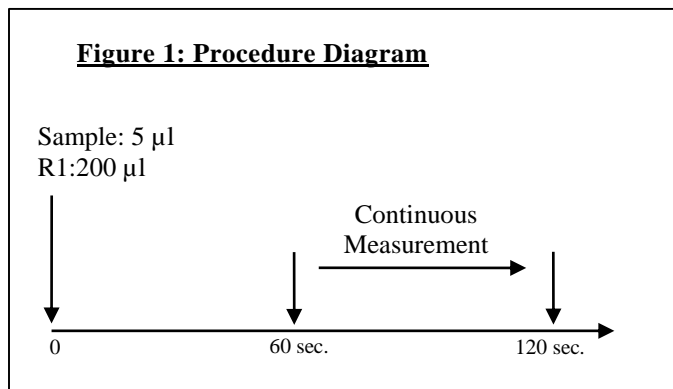 Figure 1: Procedure Diagram
Sample: 5 µl
R1:200 µl
Continuous
Measurement
0
60 sec.
120 sec.